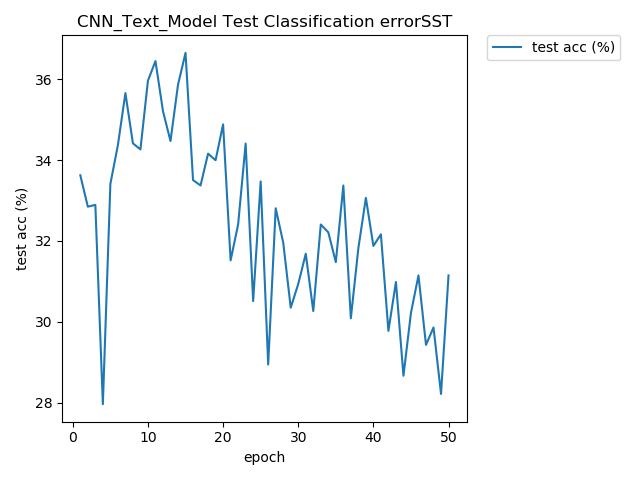 CNN_Text_Model Test Classification errorSST
test acc (%)
36
34
32
30
28
test acc (%)
0 10 20 30 40 50
epoch